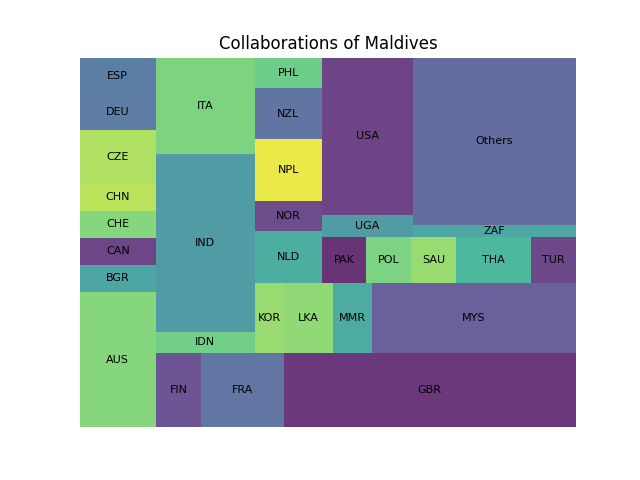 Collaborations of Maldives
ESP
DEU
CZE
CHN
CHE
CAN
BGR
AUS
ITA
IND
IDN
FIN
FRA
GBR
PHL
NZL
NPL
NOR
NLD
KOR
LKA
MMR
MYS
USA
UGA
PAK
POL
SAU
THA
TUR
Others
ZAF